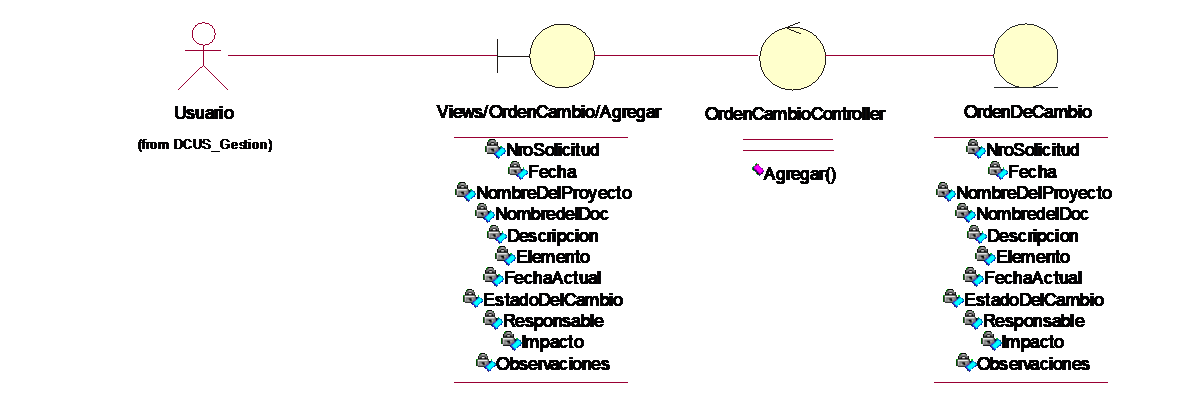 Usuario
(from DCUS_Gestion)
Views/OrdenCambio/Agregar
NroSolicitud
Fecha
NombreDelProyecto
NombredelDoc
Descripcion
Elemento
FechaActual
EstadoDelCambio
Responsable
Impacto
Observaciones
OrdenCambioController
Agregar()
OrdenDeCambio
NroSolicitud
Fecha
NombreDelProyecto
NombredelDoc
Descripcion
Elemento
FechaActual
EstadoDelCambio
Responsable
Impacto
Observaciones